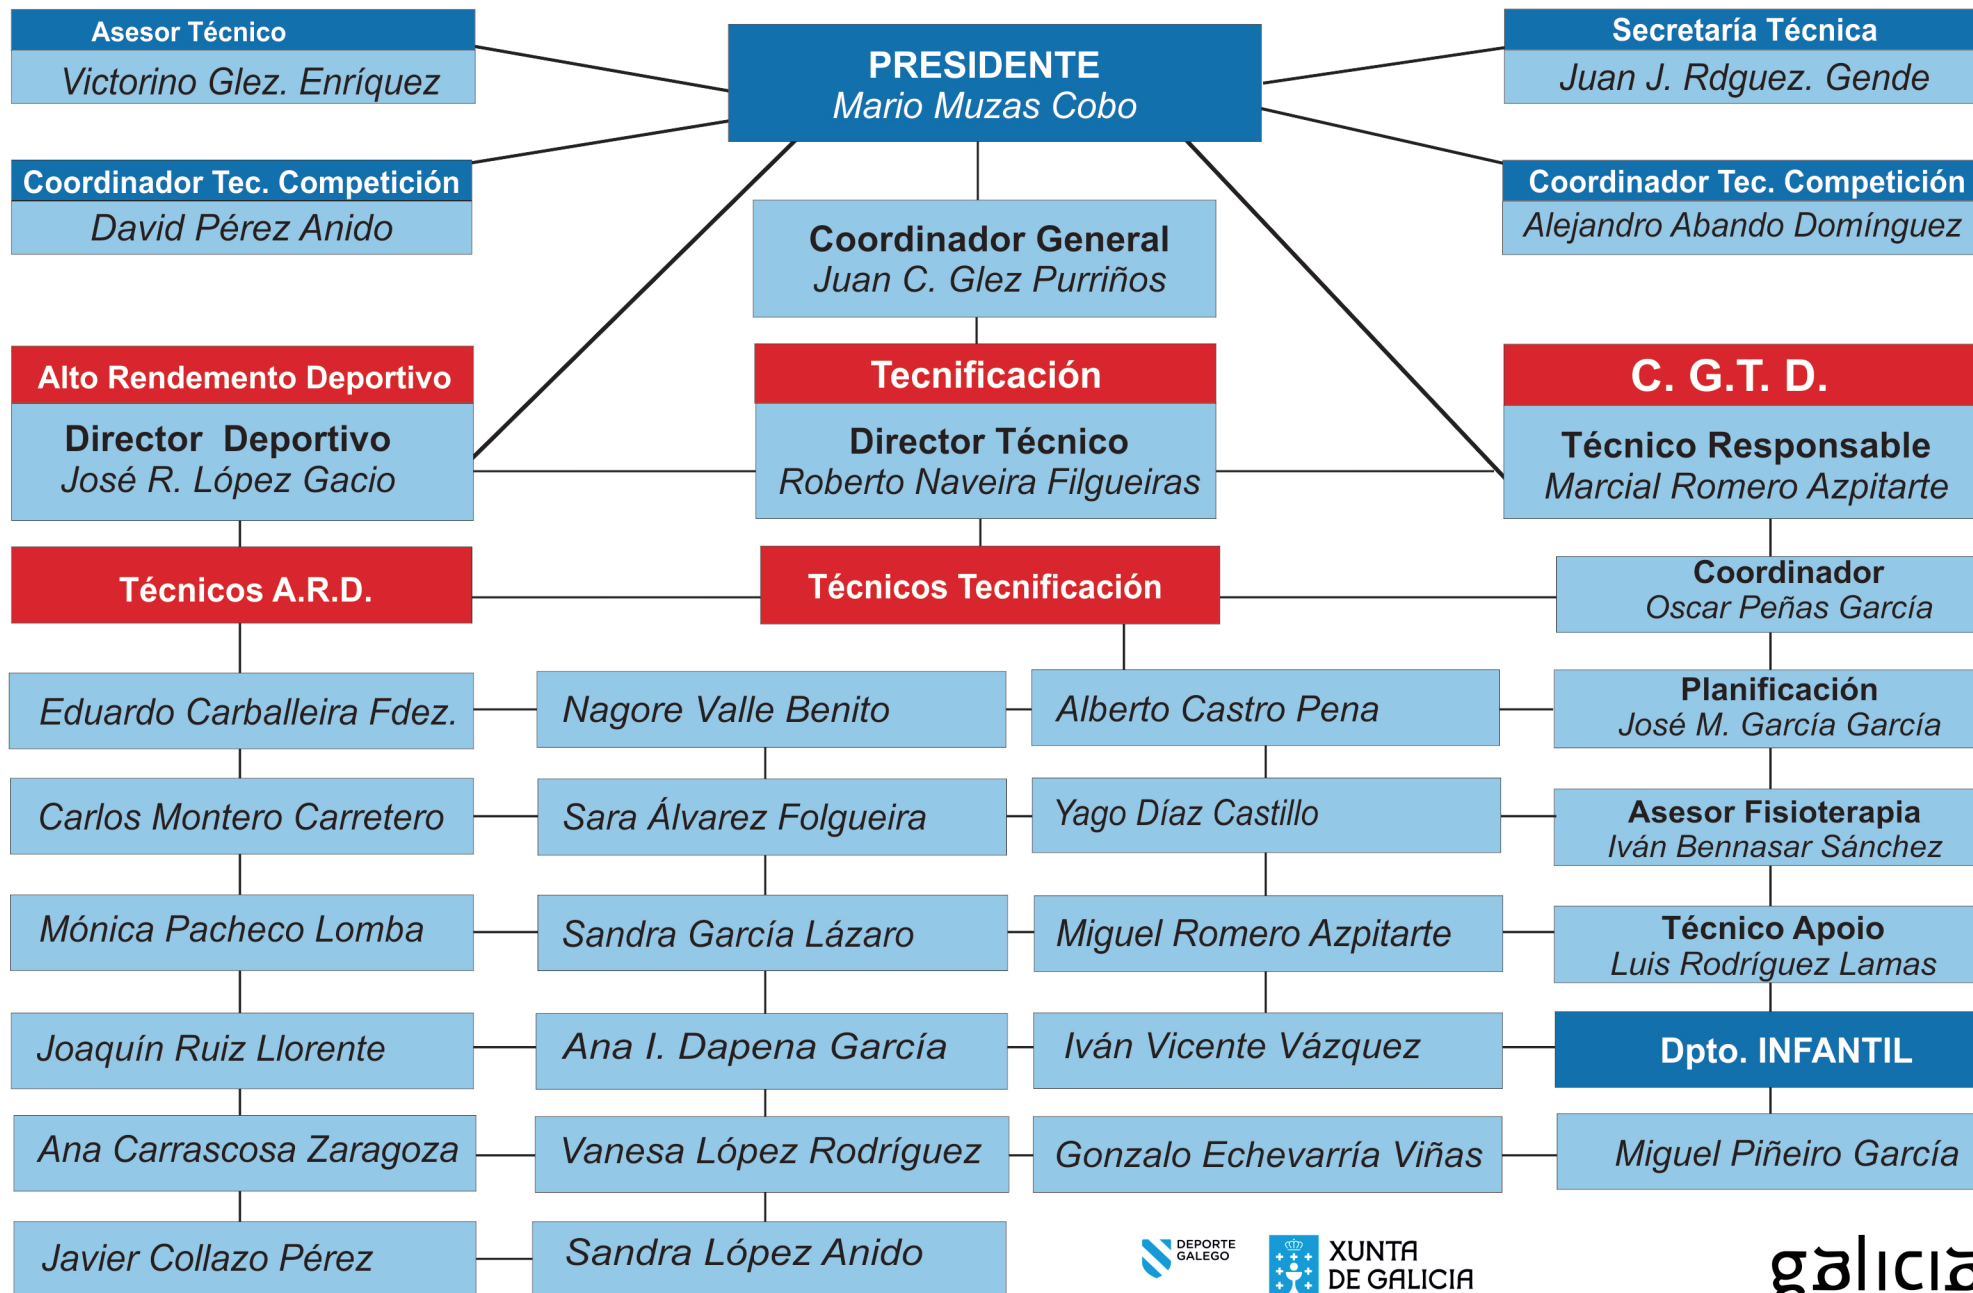 Asesor Técnico
Victorino Glez. Enríquez
PRESIDENTE
Mario Muzas Cobo
Secretaría Técnica
Juan J. Rdguez. Gende
Coordinador Tec. Competición
David Pérez Anido
Coordinador Tec. Competición
Alejandro Abando Domínguez
Coordinador General
Juan C. Glez Purriños
Alto Rendemento Deportivo
Director Deportivo
José R. López Gacio
Tecnificación
Director Técnico
Roberto Naveira Filgueiras
C. G.T. D.
Técnico Responsable
Marcial Romero Azpitarte
Técnicos A.R.D.
Técnicos Tecnificación
Coordinador
Oscar Peñas García
Eduardo Carballeira Fdez.
Nagore Valle Benito
Alberto Castro Pena
Planificación
José M. García García
Carlos Montero Carretero
Sara Álvarez Folgueira
Yago Díaz Castillo
Asesor Fisioterapia
Iván Bennasar Sánchez
Mónica Pacheco Lomba
Sandra García Lázaro
Miguel Romero Azpitarte
Técnico Apoio
Luis Rodríguez Lamas
Joaquín Ruiz Llorente
Ana I. Dapena García
Iván Vicente Vázquez
Dpto. INFANTIL
Ana Carrascosa Zaragoza
Vanesa López Rodríguez
Gonzalo Echevarría Viñas
Miguel Piñeiro García
Javier Collazo Pérez
Sandra López Anido
DEPORTE
GALEGO
XUNTA
DE GALICIA
galicia